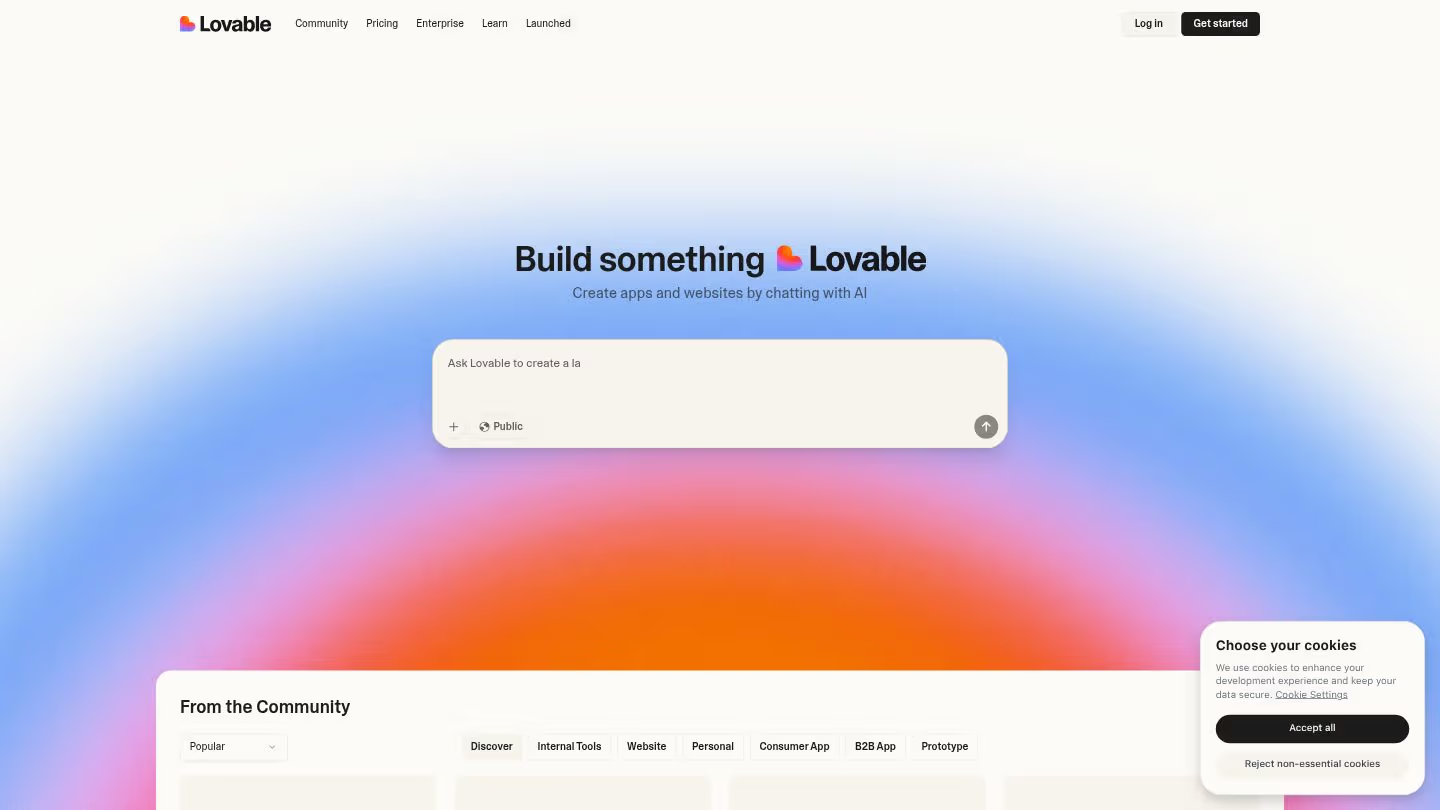 Lovable Community Pricing Enterprise Learn Launched Log in Get started
Build something Lovable
Create apps and websites by chatting with AI
Ask Lovable to create a la
Public
From the Community
Popular Discover Internal Tools Website Personal Consumer App B2B App Prototype
Choose your cookies
We use cookies to enhance your
development experience and keep your
data secure. Cookie Settings
Accept all
Reject non-essential cookies